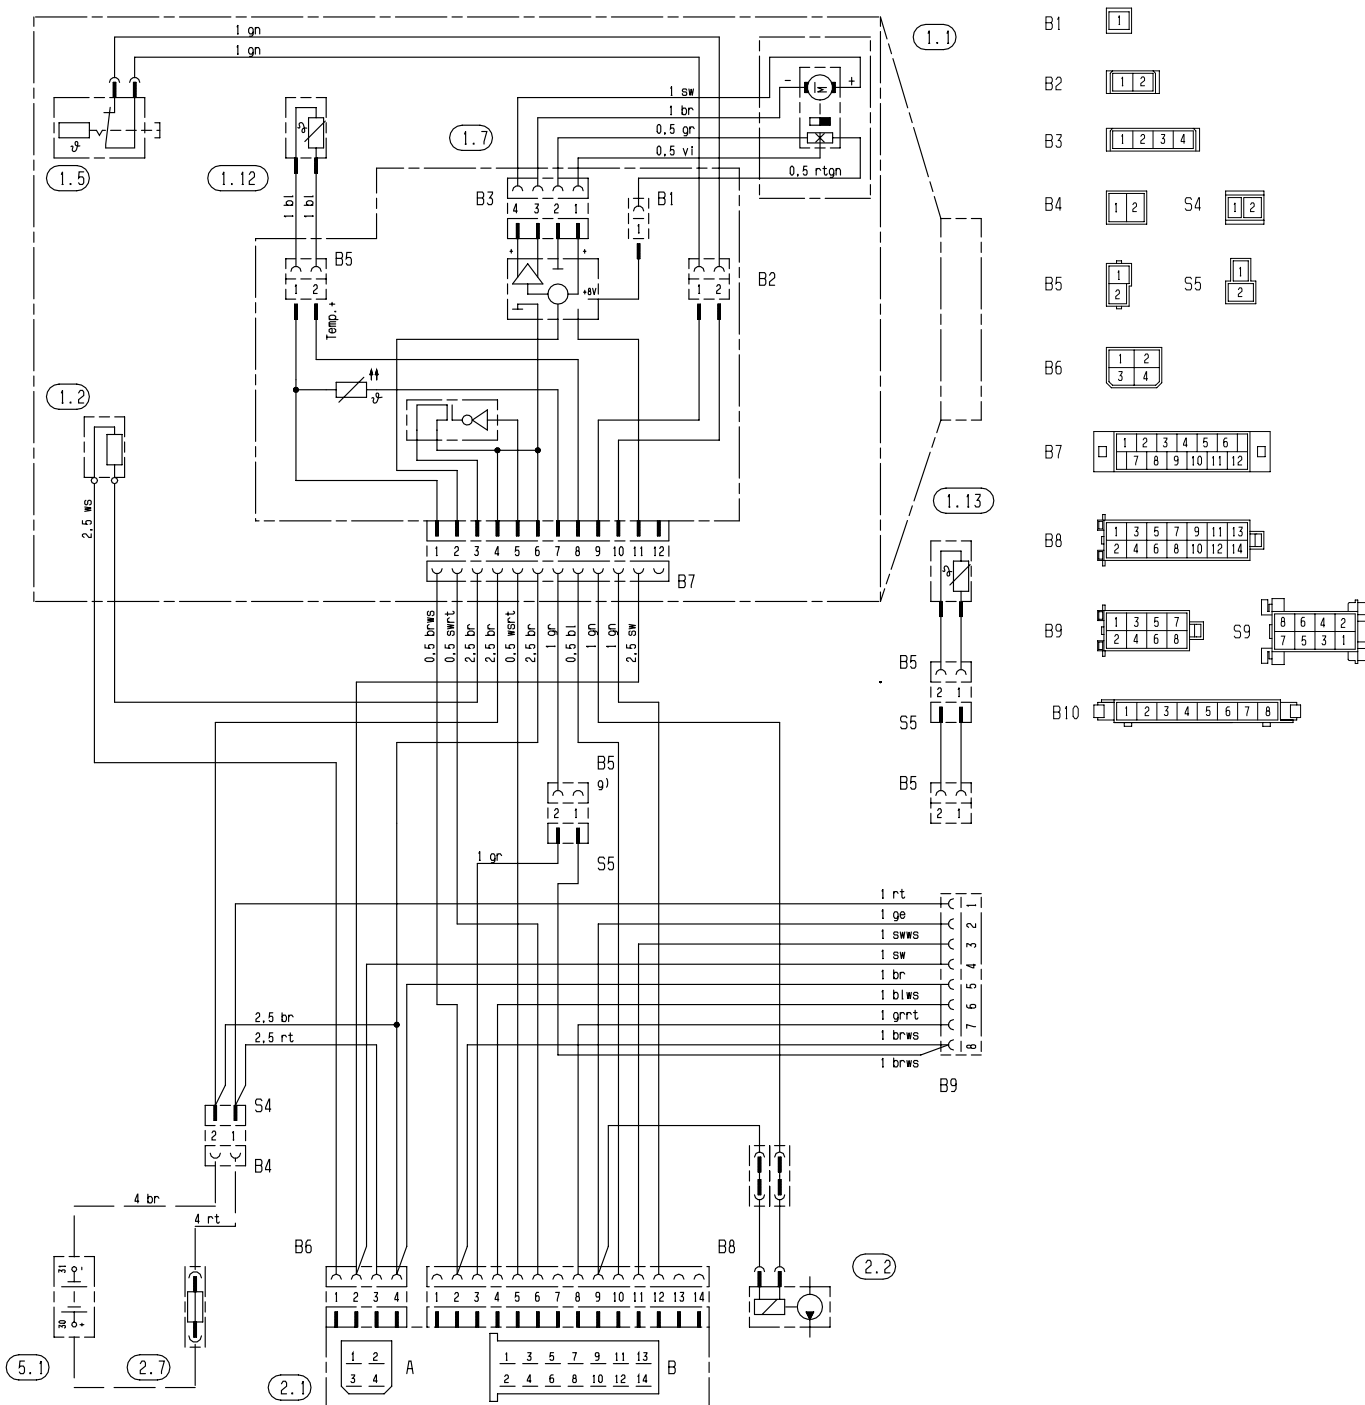 1 gn
1 gn
1.1
B1
1
- M +
1 sw
1 br
0,5 gr
0,5 vi
0,5 rtgn
B2
1 2
1.5
1.12
1.7
B3
1 2 3 4
1 bl
1 bl
B3
4 3 2 1
B1
1
B4
1 2
S4
1 2
B5
1 2
Temp.+
+ +
+8V
B2
1 2
B5
1
2
S5
1
2
B6
1 2
3 4
1.2
2,5 ws
B7
1 2 3 4 5 6
7 8 9 10 11 12
1.13
1 2 3 4 5 6 7 8 9 10 11 12
B7
B8
1 3 5 7 9 11 13
2 4 6 8 10 12 14
0,5 brws
0,5 swrt
2,5 br
2,5 br
0,5 wsrt
2,5 br
1 gr
0,5 bl
1 gn
1 gn
2,5 sw
B9
1 3 5 7
2 4 6 8
S9
8 6 4 2
7 5 3 1
B5
2 1
S5
B10
1 2 3 4 5 6 7 8
B5
g)
2 1
S5
B5
2 1
1 gr
1 rt
1 ge
1 swws
1 sw
1 br
1 blws
1 grrt
1 brws
1 brws
1
2
3
4
5
6
7
8
B9
2,5 br
2,5 rt
S4
2 1
B4
4 br
4 rt
B6
B8
31 -
30 +
1 2 3 4
1 2 3 4 5 6 7 8 9 10 11 12 13 14
2.2
5.1
2.7
2.1
1 2
3 4
A
1 3 5 7 9 11 13
2 4 6 8 10 12 14
B